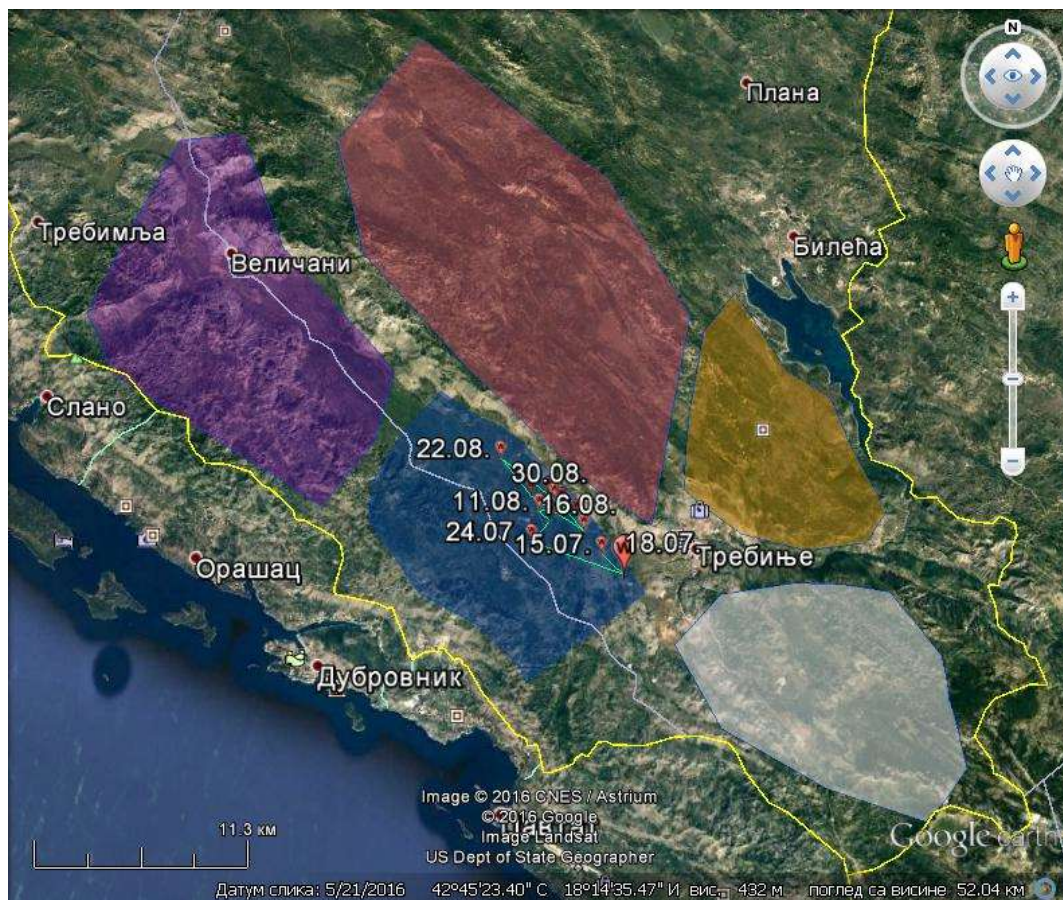 N
Плана
Требимља
Билећа
Величани
Слано
22.08.
30.08.
11.08.
16.08.
24.07
15.07.
18.07
Требиње
Орашац
Дубровник
Image © 2016 CNES / Astrium
© 2016 Google
Image Landsat
US Dept of State Geographer
11.3 км
Google earth
Датум слика: 5/21/2016 42°45'23.40" С 18°14'35.47" И вис. 432 м поглед са висине 52.04 км